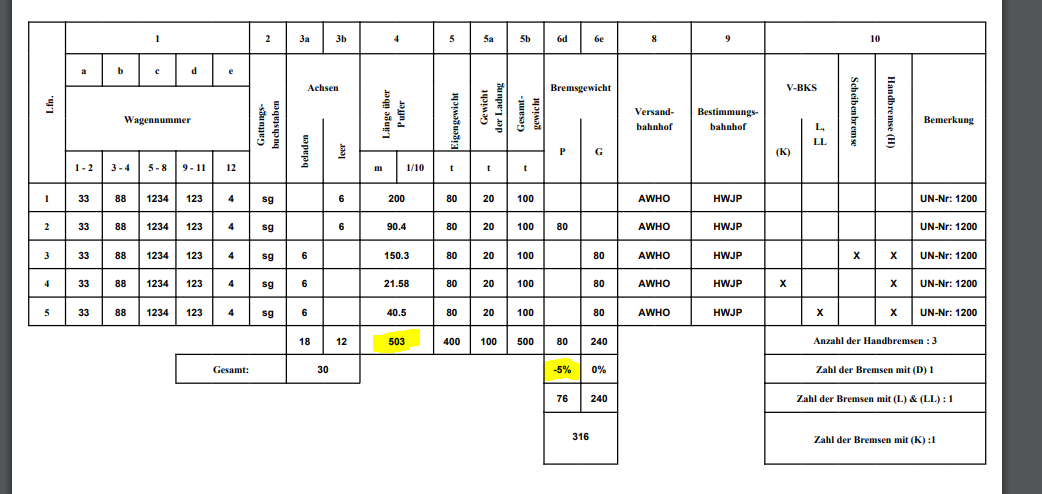 1 2 3a 3b 4 5 5a 5b 6d 6e 8 9 10
Lfn.
a b c d e
Wagennummer
1 - 2 3 - 4 5 - 8 9 - 11 12
Gattungs-
buchstaben
Achsen
beladen leer
Länge über
Puffer
m 1/10
Eigengewicht
t
Gewicht
der Ladung
t
Gesamt-
gewicht
t
Bremsgewicht
P G
Versand-
bahnhof
Bestimmungs-
bahnhof
V-BKS
(K)
L,
LL
Scheibenbremse
Handbremse (H)
Bemerkung
1 33 88 1234 123 4 sg 6 200 80 20 100 AWHO HWJP UN-Nr: 1200
2 33 88 1234 123 4 sg 6 90.4 80 20 100 80 AWHO HWJP UN-Nr: 1200
3 33 88 1234 123 4 sg 6 150.3 80 20 100 80 AWHO HWJP X X UN-Nr: 1200
4 33 88 1234 123 4 sg 6 21.58 80 20 100 80 AWHO HWJP X X UN-Nr: 1200
5 33 88 1234 123 4 sg 6 40.5 80 20 100 80 AWHO HWJP X X UN-Nr: 1200
18 12 503 400 100 500 80 240 Anzahl der Handbremsen : 3
Gesamt: 30 -5% 0% Zahl der Bremsen mit (D) 1
76 240 Zahl der Bremsen mit (L) & (LL) : 1
316 Zahl der Bremsen mit (K) :1